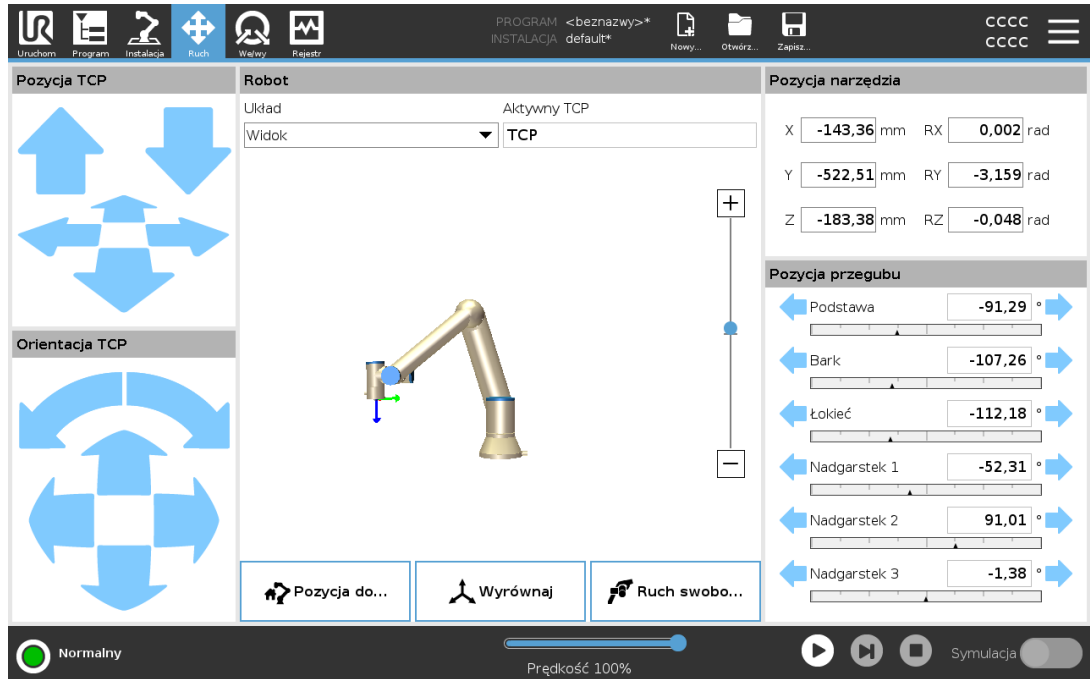 UR
Uruchom
Program
Instalacja
Ruch
We/wy
Rejestr
PROGRAM <beznazwy>*
INSTALACJA default*
Nowy...
Otwórz...
Zapisz...
CCCC
CCCC
Pozycja TCP
Orientacja TCP
Robot
Układ
Aktywny TCP
Widok
TCP
Pozycja do...
Wyrównaj
Ruch swobo...
Pozycja narzędzia
X -143,36 mm RX 0,002 rad
Y -522,51 mm RY -3,159 rad
Z -183,38 mm RZ -0,048 rad
Pozycja przegubu
Podstawa -91,29 °
Bark -107,26 °
Łokieć -112,18 °
Nadgarstek 1 -52,31 °
Nadgarstek 2 91,01 °
Nadgarstek 3 -1,38 °
Normalny
Prędkość 100%
Symulacja